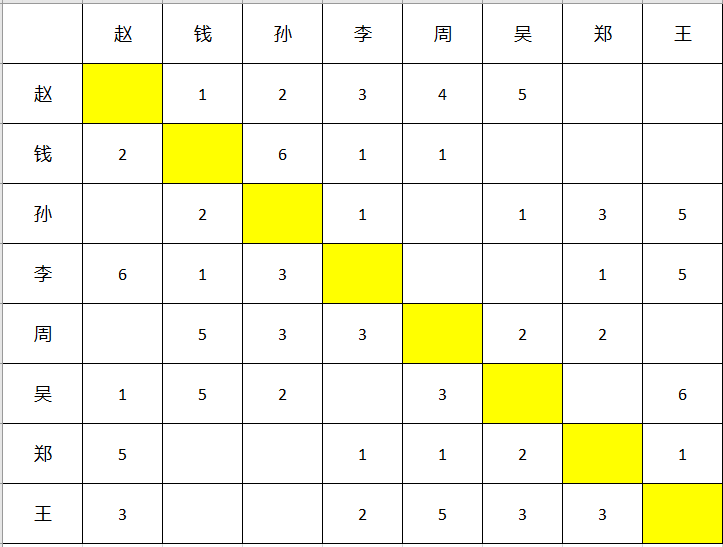 赵 钱 孙 李 周 吴 郑 王
赵 1 2 3 4 5
钱 2 6 1 1
孙 2 1 1 3 5
李 6 1 3 1 5
周 5 3 3 2 2
吴 1 5 2 3 6
郑 5 1 1 2 1
王 3 2 5 3 3